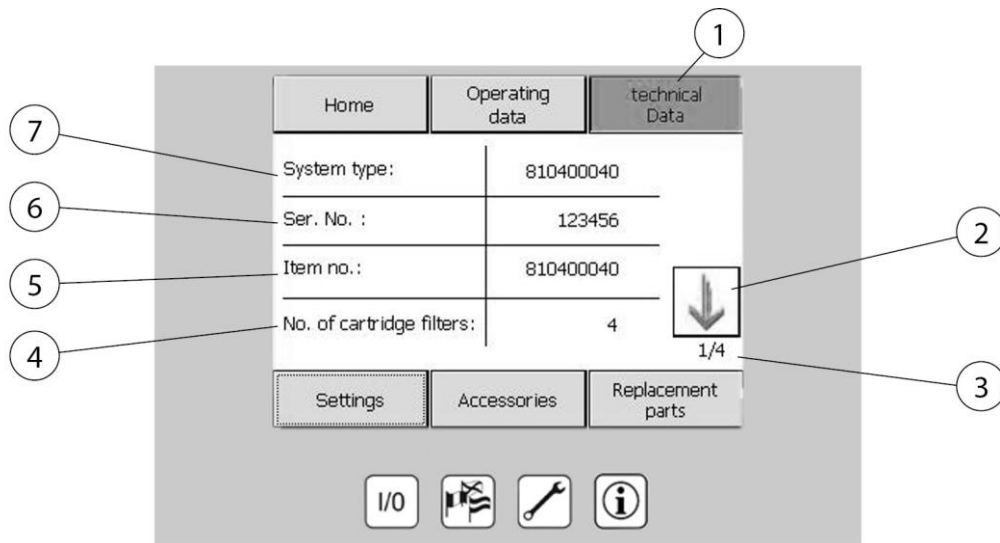 1
Home
Operating
data
technical
Data
7
System type:
810400040
6
Ser. No. :
123456
2
5
Item no.:
810400040
4
No. of cartridge filters:
4
1/4
3
Settings
Accessories
Replacement
parts
I/0
i